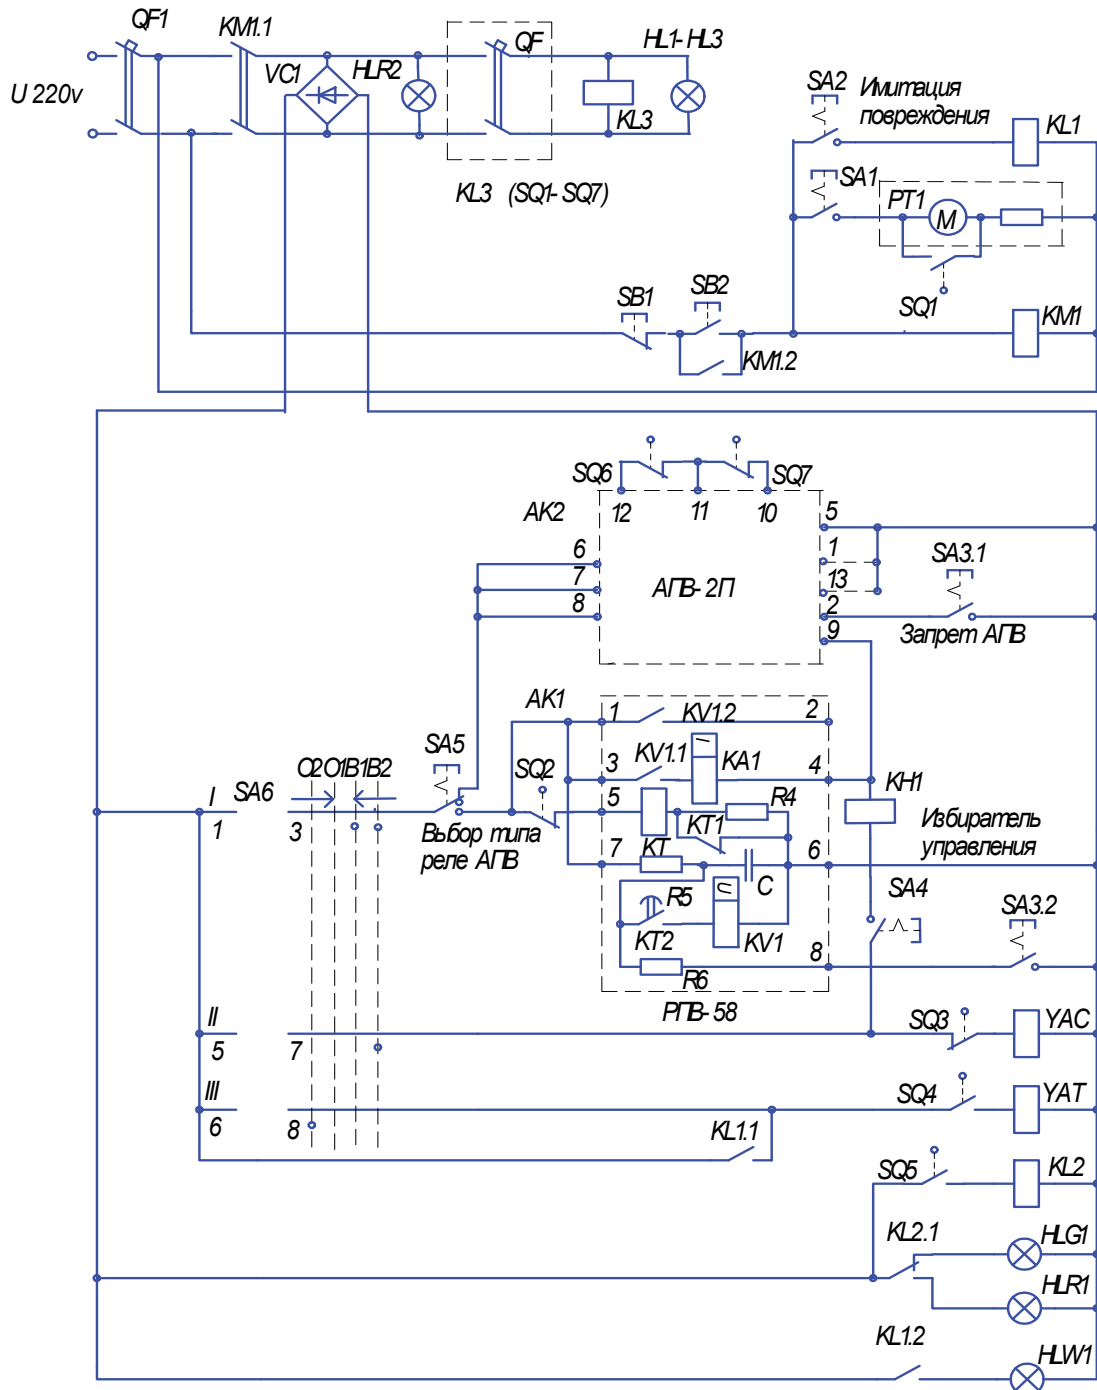 QF1
KM1.1
VC1
HLR2
QF
HL1-HL3
U 220v
KL3
KL3 (SQ1-SQ7)
SA2
Имитация
повреждения
KL1
SA1
PT1
M
SQ1
SB1
SB2
KM1
KM1.2
SQ6
SQ7
12
11
10
AK2
5
6
1
SA3.1
7
13
8
АПВ-2П
2
9
Запрет АПВ
AK1
1
KV1.2
2
SA5
O2
O1
B1
B2
SQ2
3
KV1.1
I
KA1
4
I
SA6
KH1
1
3
5
R4
Выбор типа
реле АПВ
KT1
Избиратель
управления
7
KT
6
C
R5
П
SA4
SA3.2
KT2
KV1
8
R6
РПВ-58
II
5
7
SQ3
YAC
III
6
8
SQ4
YAT
KL1.1
SQ5
KL2
KL2.1
HLG1
HLR1
KL1.2
HLW1